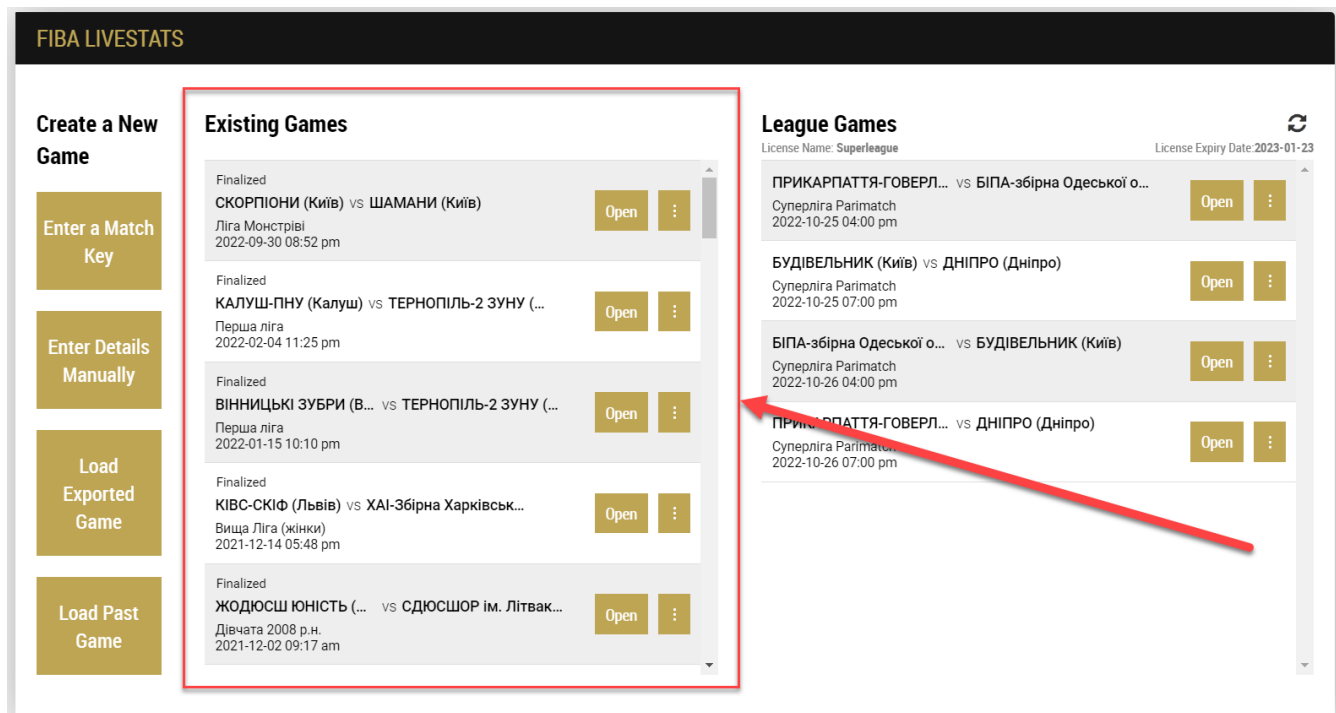 FIBA LIVESTATS
Create a New
Game
Enter a Match
Key
Enter Details
Manually
Load
Exported
Game
Load Past
Game
Existing Games
Finalized
СКОРПІОНИ (Київ) vs ШАМАНИ (Київ)
Open
Ліга Монстріві
2022-09-30 08:52 pm
Finalized
КАЛУШ-ПНУ (Калуш) vs ТЕРНОПІЛЬ-2 ЗУНУ (...
Open
Перша ліга
2022-02-04 11:25 pm
Finalized
ВІННИЦЬКІ ЗУБРИ (В... vs ТЕРНОПІЛЬ-2 ЗУНУ (...
Open
Перша ліга
2022-01-15 10:10 pm
Finalized
КІВС-СКІФ (Львів) vs ХАІ-Збірна Харківськ...
Open
Вища Ліга (жінки)
2021-12-14 05:48 pm
Finalized
ЖОДЮСШ ЮНІСТЬ (... vs СДЮСШОР ім. Літвак...
Open
Дівчата 2008 р.н.
2021-12-02 09:17 am
League Games
License Name: Superleague
License Expiry Date:2023-01-23
ПРИКАРПАТТЯ-ГОВЕРЛ... vs БІПА-збірна Одеської о...
Open
Суперліга Parimatch
2022-10-25 04:00 pm
БУДІВЕЛЬНИК (Київ) vs ДНІПРО (Дніпро)
Open
Суперліга Parimatch
2022-10-25 07:00 pm
БІПА-збірна Одеської о... vs БУДІВЕЛЬНИК (Київ)
Open
Суперліга Parimatch
2022-10-26 04:00 pm
ПРИКАРПАТТЯ-ГОВЕРЛ... vs ДНІПРО (Дніпро)
Open
Суперліга Parimatch
2022-10-26 07:00 pm